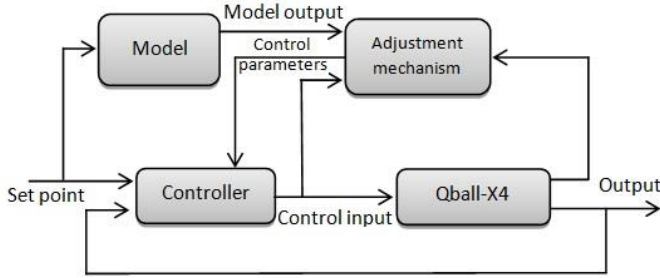 Model output
Model
Control
parameters
Adjustment
mechanism
Set point
Controller
Control input
Qball-X4
Output